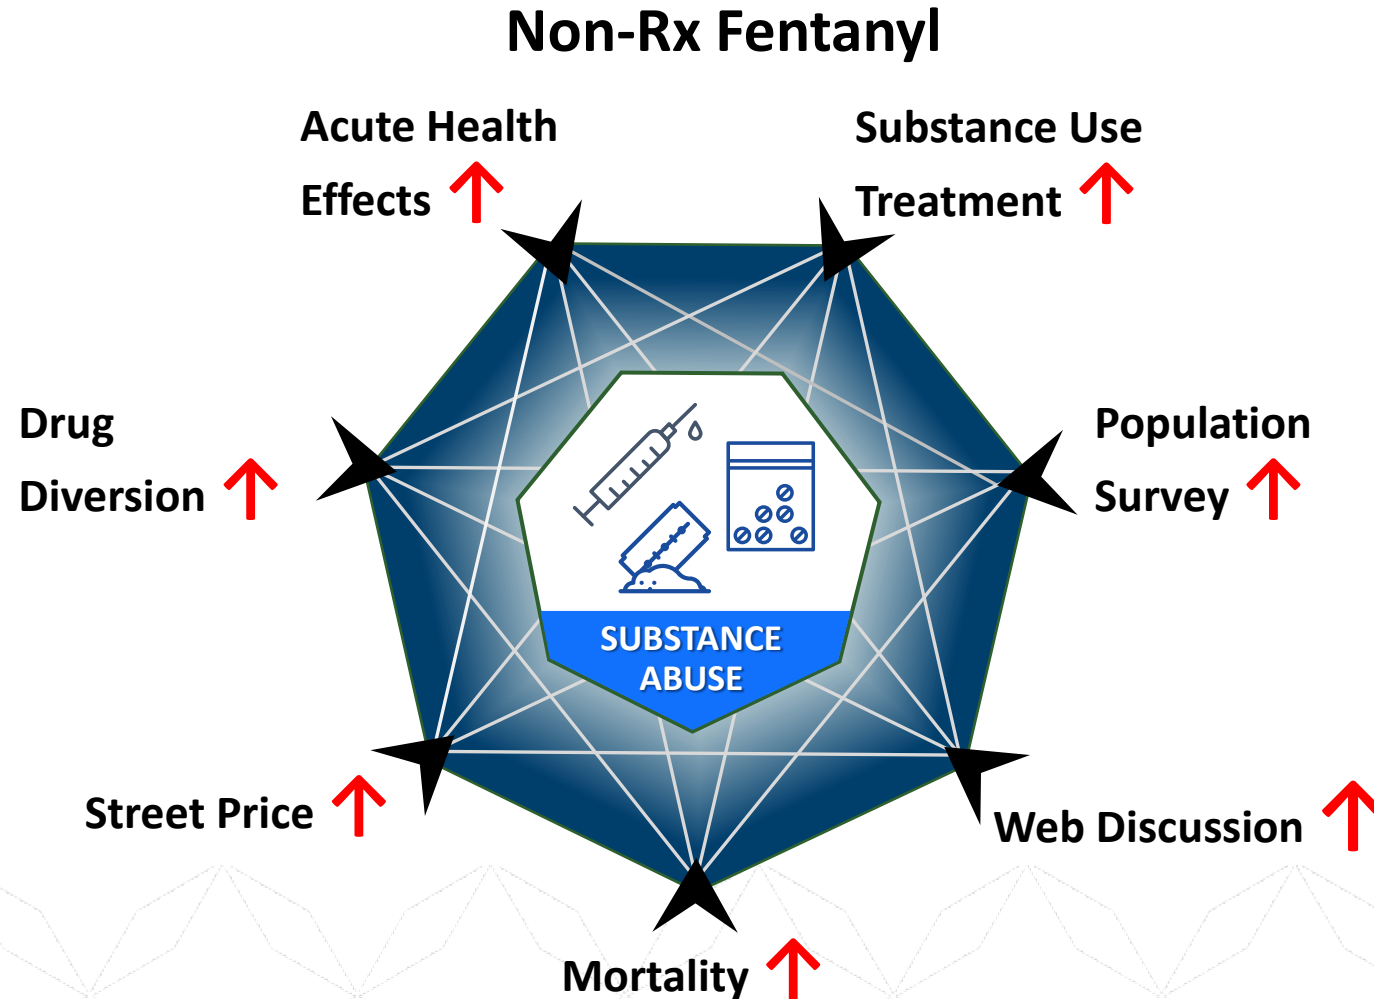 Non-Rx Fentanyl
Acute Health
Effects
Substance Use
Treatment
Drug
Diversion
Population
Survey
SUBSTANCE
ABUSE
Street Price
Web Discussion
Mortality